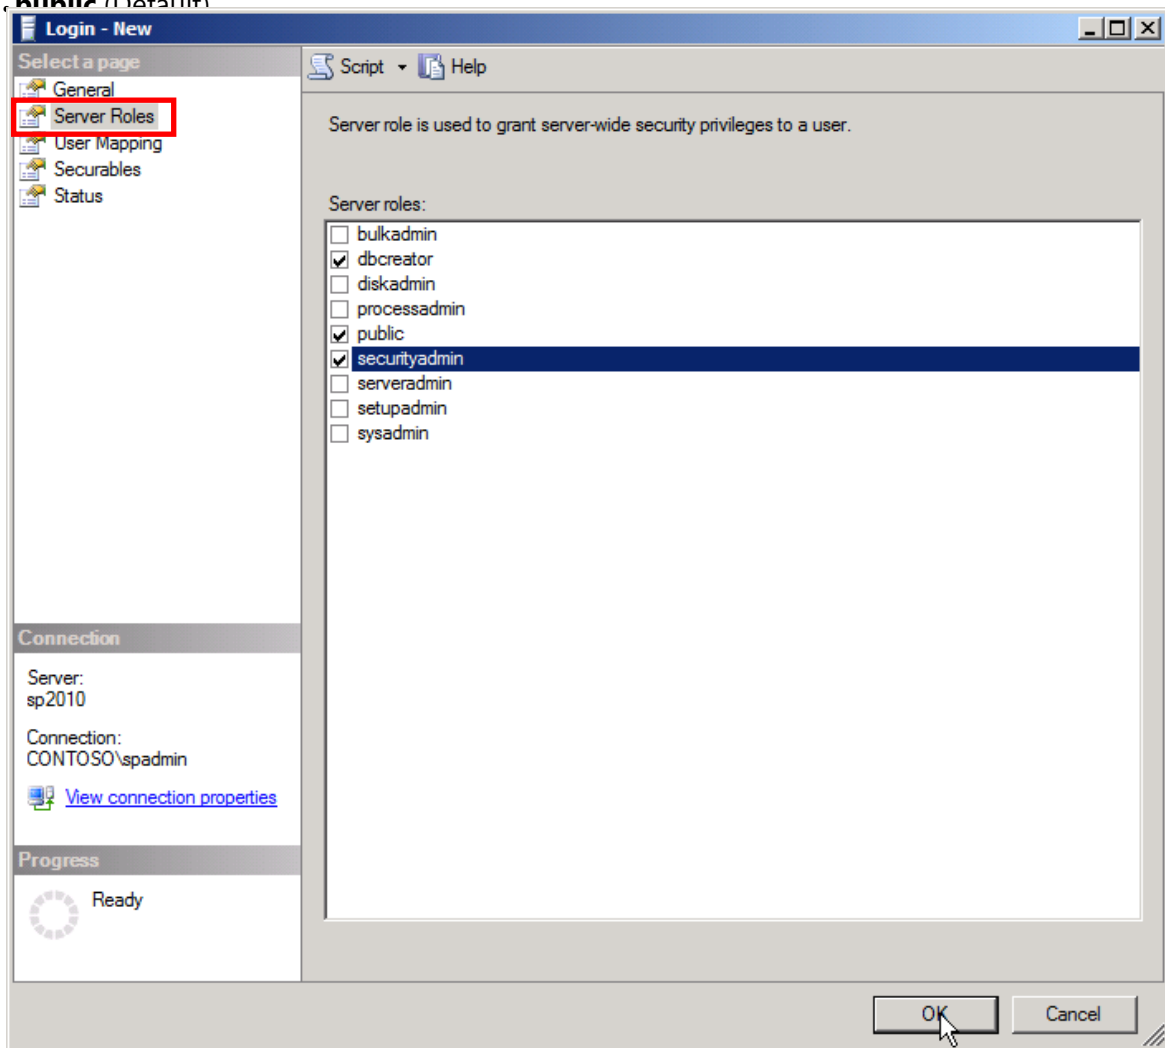 public (Default)
Login - New
Select a page
General
Server Roles
User Mapping
Securables
Status
Script Help
Server role is used to grant server-wide security privileges to a user.
Server roles:
bulkadmin
dbcreator
diskadmin
processadmin
public
securityadmin
serveradmin
setupadmin
sysadmin
Connection
Server:
sp2010
Connection:
CONTOSO\spadmin
View connection properties
Progress
Ready
OK Cancel